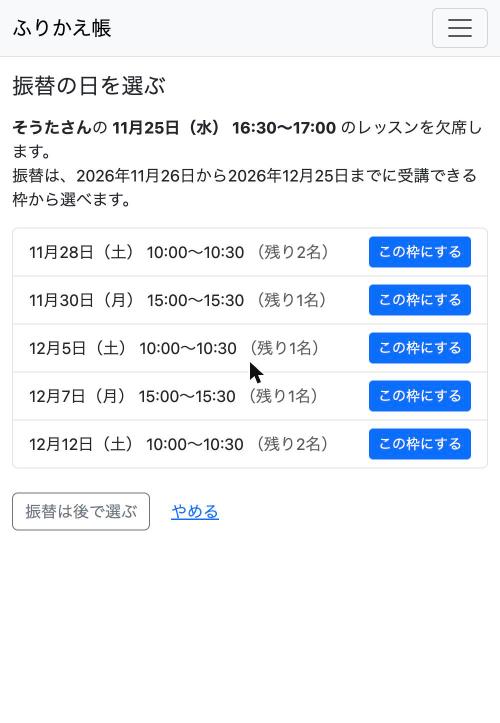 ふりかえ帳
振替の日を選ぶ
そうたさんの 11月25日（水） 16:30〜17:00 のレッスンを欠席し
ます。
振替は、2026年11月26日から2026年12月25日までに受講できる
枠から選べます。
11月28日（土） 10:00〜10:30 （残り2名） この枠にする
11月30日（月） 15:00〜15:30 （残り1名） この枠にする
12月5日（土） 10:00〜10:30 （残り1名） この枠にする
12月7日（月） 15:00〜15:30 （残り1名） この枠にする
12月12日（土） 10:00〜10:30 （残り2名） この枠にする
振替は後で選ぶ やめる